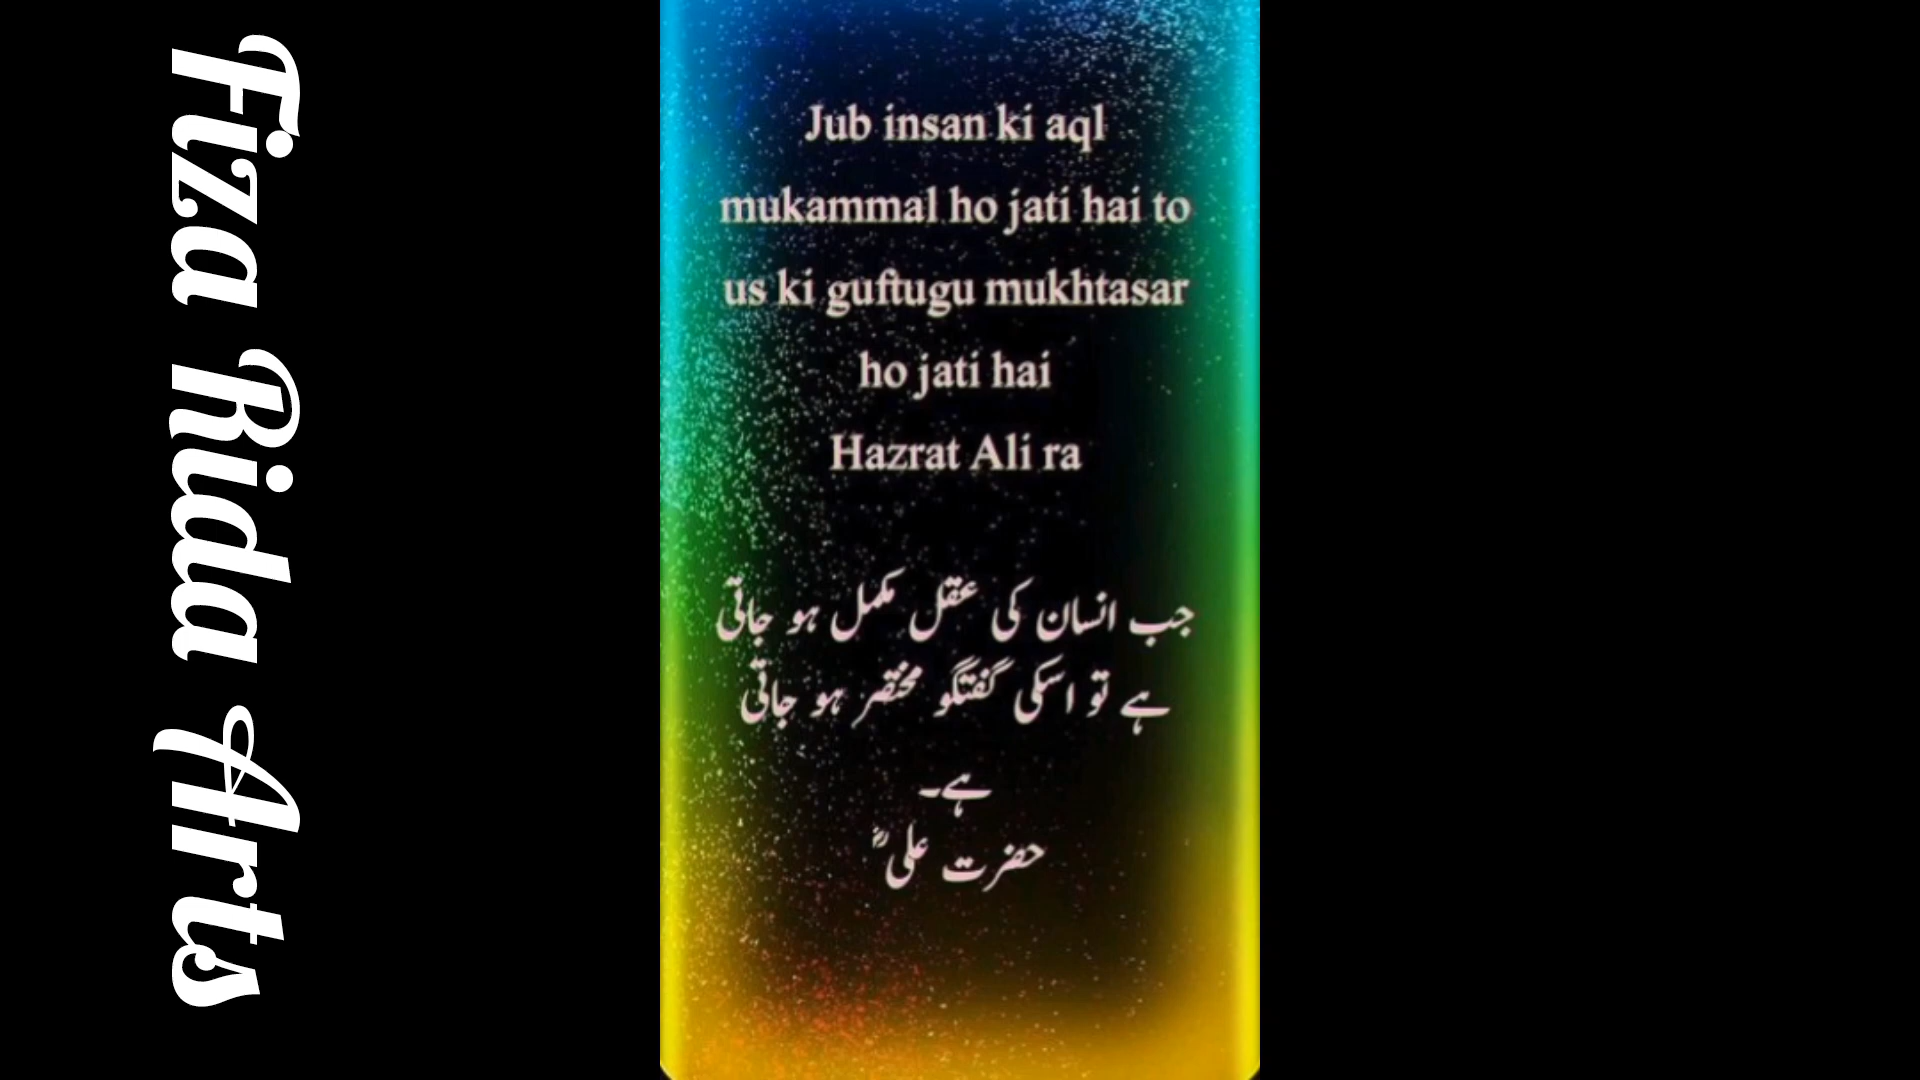 Fiza Rida Arts
Jub insan ki aql
mukammal ho jati hai to
us ki guftugu mukhtasar
ho jati hai
Hazrat Ali ra
جب انسان کی عقل مکمل ہو جاتی
ہے تو اسکی گفتگو مختصر ہو جاتی
ہے۔
حضرت علیؓ